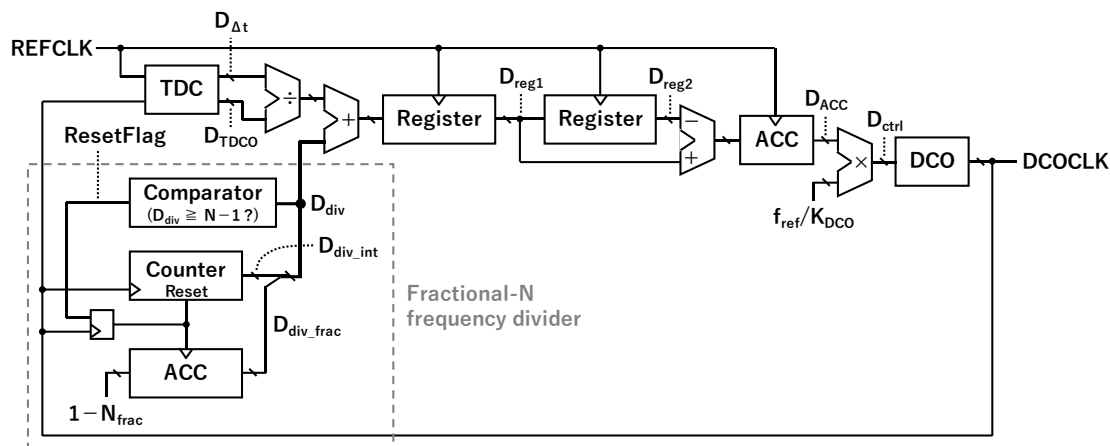 REFCLK
TDC
D_Δt
÷
D_TDCO
+
Register
D_reg1
Register
D_reg2
−
+
ACC
D_ACC
×
D_ctrl
DCO
DCOCLK
f_ref/K_DCO
ResetFlag
Comparator
(D_div ≧ N−1?)
D_div
D_div_int
Counter
Reset
D_div_frac
ACC
1−N_frac
Fractional-N
frequency divider